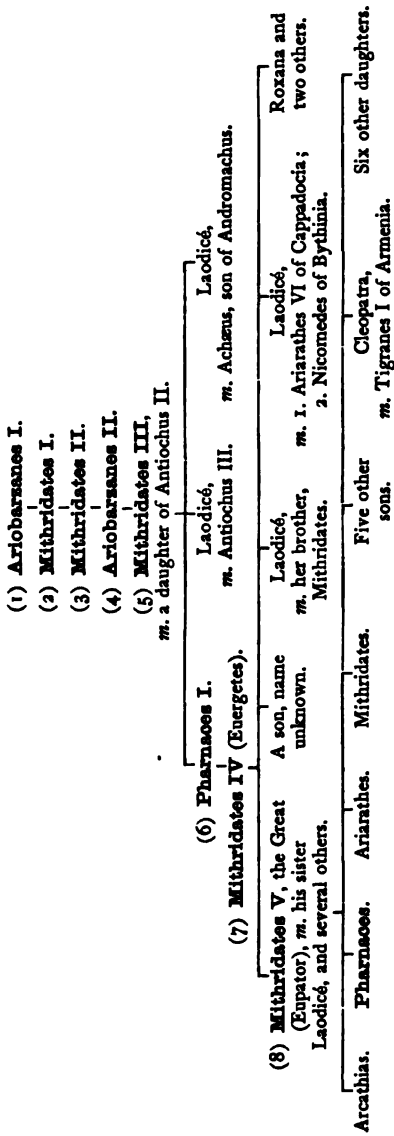 (1) Ariobarzanes I.
(2) Mithridates I.
(3) Mithridates II.
(4) Ariobarzanes II.
(5) Mithridates III,
m. a daughter of Antiochus II.
(6) Pharnaces I.
Laodicé,
m. Antiochus III.
Laodicé,
m. Achæus, son of Andromachus.
(7) Mithridates IV (Euergetes).
(8) Mithridates V, the Great
(Eupator), m. his sister
Laodicé, and several others.
A son, name
unknown.
Laodicé,
m. her brother,
Mithridates.
Laodicé,
m. 1. Ariarathes VI of Cappadocia;
2. Nicomedes of Bythinia.
Roxana and
two others.
Arcathias.
Pharnaces.
Ariarathes.
Mithridates.
Five other
sons.
Cleopatra,
m. Tigranes I of Armenia.
Six other daughters.